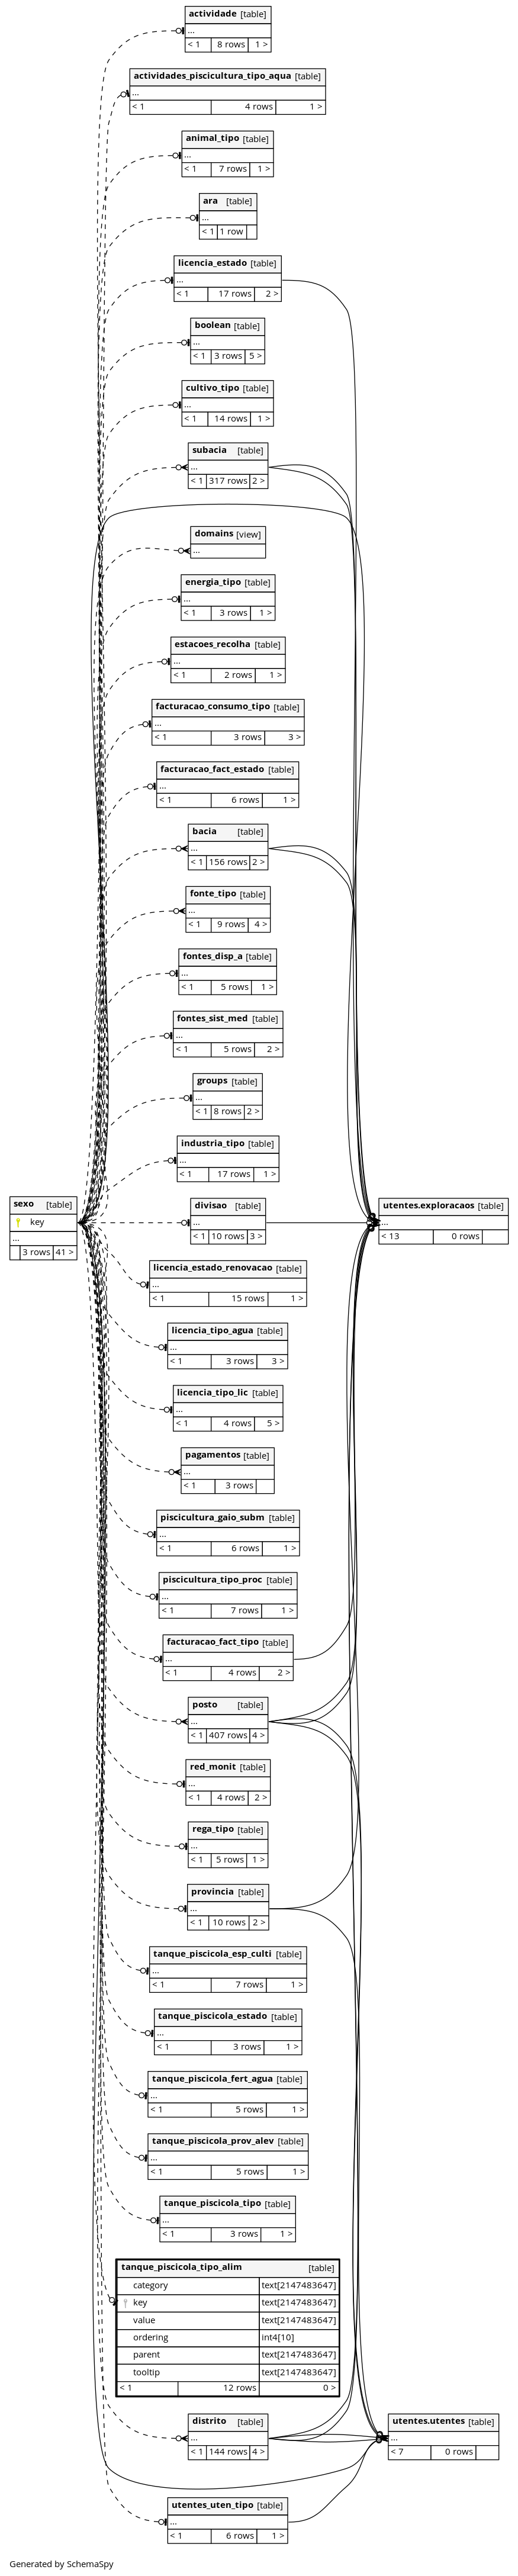 actividade [table]
...
< 1 8 rows 1 >
actividades_piscicultura_tipo_aqua [table]
...
< 1 4 rows 1 >
animal_tipo [table]
...
< 1 7 rows 1 >
ara [table]
...
< 1 1 row
licencia_estado [table]
...
< 1 17 rows 2 >
boolean [table]
...
< 1 3 rows 5 >
cultivo_tipo [table]
...
< 1 14 rows 1 >
subacia [table]
...
< 1 317 rows 2 >
domains [view]
...
energia_tipo [table]
...
< 1 3 rows 1 >
estacoes_recolha [table]
...
< 1 2 rows 1 >
facturacao_consumo_tipo [table]
...
< 1 3 rows 3 >
facturacao_fact_estado [table]
...
< 1 6 rows 1 >
bacia [table]
...
< 1 156 rows 2 >
fonte_tipo [table]
...
< 1 9 rows 4 >
fontes_disp_a [table]
...
< 1 5 rows 1 >
fontes_sist_med [table]
...
< 1 5 rows 2 >
groups [table]
...
< 1 8 rows 2 >
industria_tipo [table]
...
< 1 17 rows 1 >
sexo [table]
key
...
3 rows 41 >
divisao [table]
...
< 1 10 rows 3 >
utentes.exploracaos [table]
...
< 13 0 rows
licencia_estado_renovacao [table]
...
< 1 15 rows 1 >
licencia_tipo_agua [table]
...
< 1 3 rows 3 >
licencia_tipo_lic [table]
...
< 1 4 rows 5 >
pagamentos [table]
...
< 1 3 rows
piscicultura_gaio_subm [table]
...
< 1 6 rows 1 >
piscicultura_tipo_proc [table]
...
< 1 7 rows 1 >
facturacao_fact_tipo [table]
...
< 1 4 rows 2 >
posto [table]
...
< 1 407 rows 4 >
red_monit [table]
...
< 1 4 rows 2 >
rega_tipo [table]
...
< 1 5 rows 1 >
provincia [table]
...
< 1 10 rows 2 >
tanque_piscicola_esp_culti [table]
...
< 1 7 rows 1 >
tanque_piscicola_estado [table]
...
< 1 3 rows 1 >
tanque_piscicola_fert_agua [table]
...
< 1 5 rows 1 >
tanque_piscicola_prov_alev [table]
...
< 1 5 rows 1 >
tanque_piscicola_tipo [table]
...
< 1 3 rows 1 >
tanque_piscicola_tipo_alim [table]
category text[2147483647]
key text[2147483647]
value text[2147483647]
ordering int4[10]
parent text[2147483647]
tooltip text[2147483647]
< 1 12 rows 0 >
distrito [table]
...
< 1 144 rows 4 >
utentes.utentes [table]
...
< 7 0 rows
utentes_uten_tipo [table]
...
< 1 6 rows 1 >
Generated by SchemaSpy